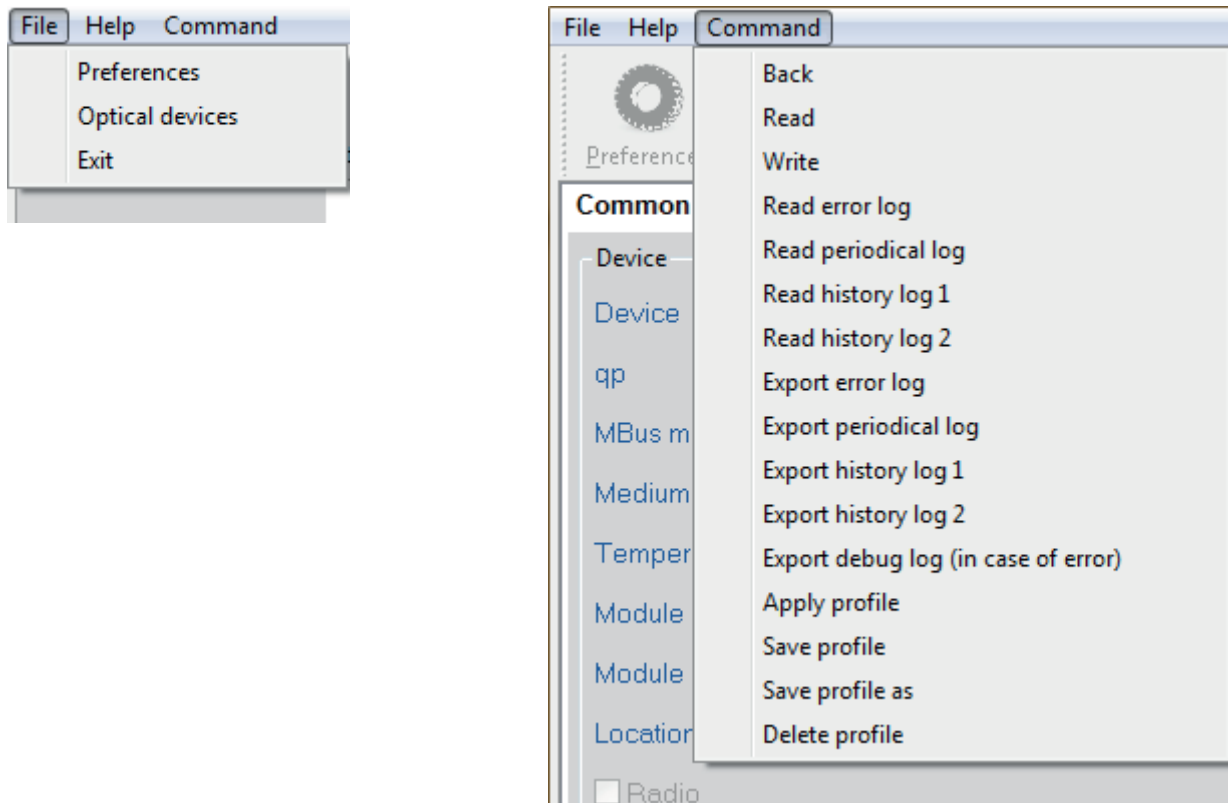 File Help Command
Preferences
Optical devices
Exit
File Help Command
Back
Read
Write
Read error log
Read periodical log
Read history log 1
Read history log 2
Export error log
Export periodical log
Export history log 1
Export history log 2
Export debug log (in case of error)
Apply profile
Save profile
Save profile as
Delete profile
Preference
Common
Device
Device
qp
MBus m
Medium
Temper
Module
Module
Location
Radio